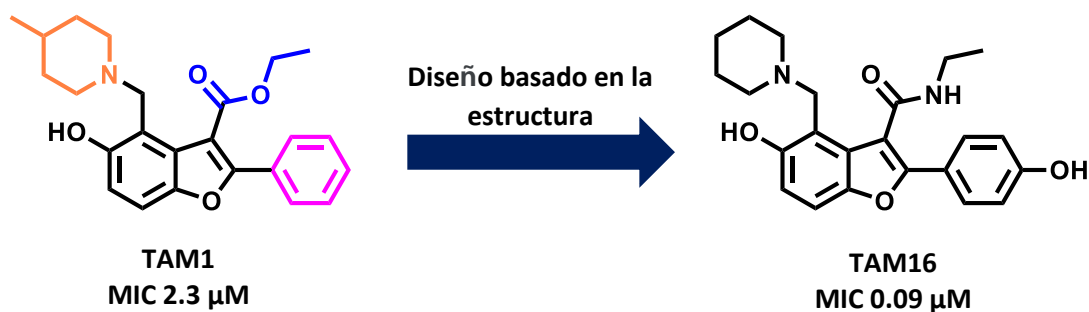 N
O
O
Diseño basado en la
estructura
N
O
NH
HO
HO
O
O
OH
TAM1
MIC 2.3 µM
TAM16
MIC 0.09 µM